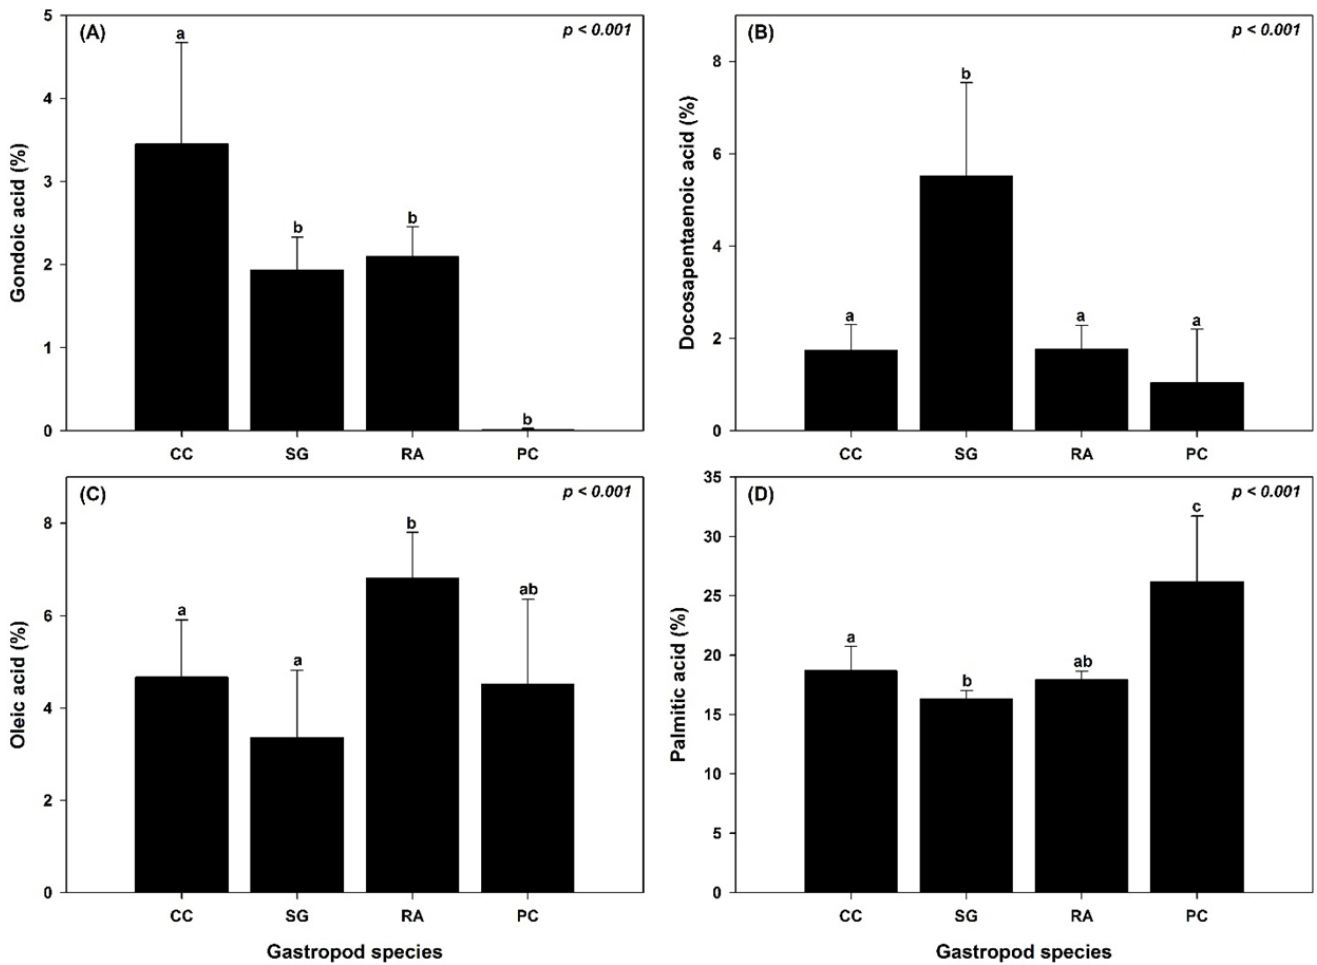 (A)
p < 0.001
Gondoic acid (%)
5
4
3
2
1
0
a
b
b
b
CC SG RA PC
(B)
p < 0.001
Docosapentaenoic acid (%)
8
6
4
2
0
a
b
a
a
CC SG RA PC
(C)
p < 0.001
Oleic acid (%)
8
6
4
2
0
a
a
b
ab
CC SG RA PC
Gastropod species
(D)
p < 0.001
Palmitic acid (%)
35
30
25
20
15
10
5
0
a
b
ab
c
CC SG RA PC
Gastropod species